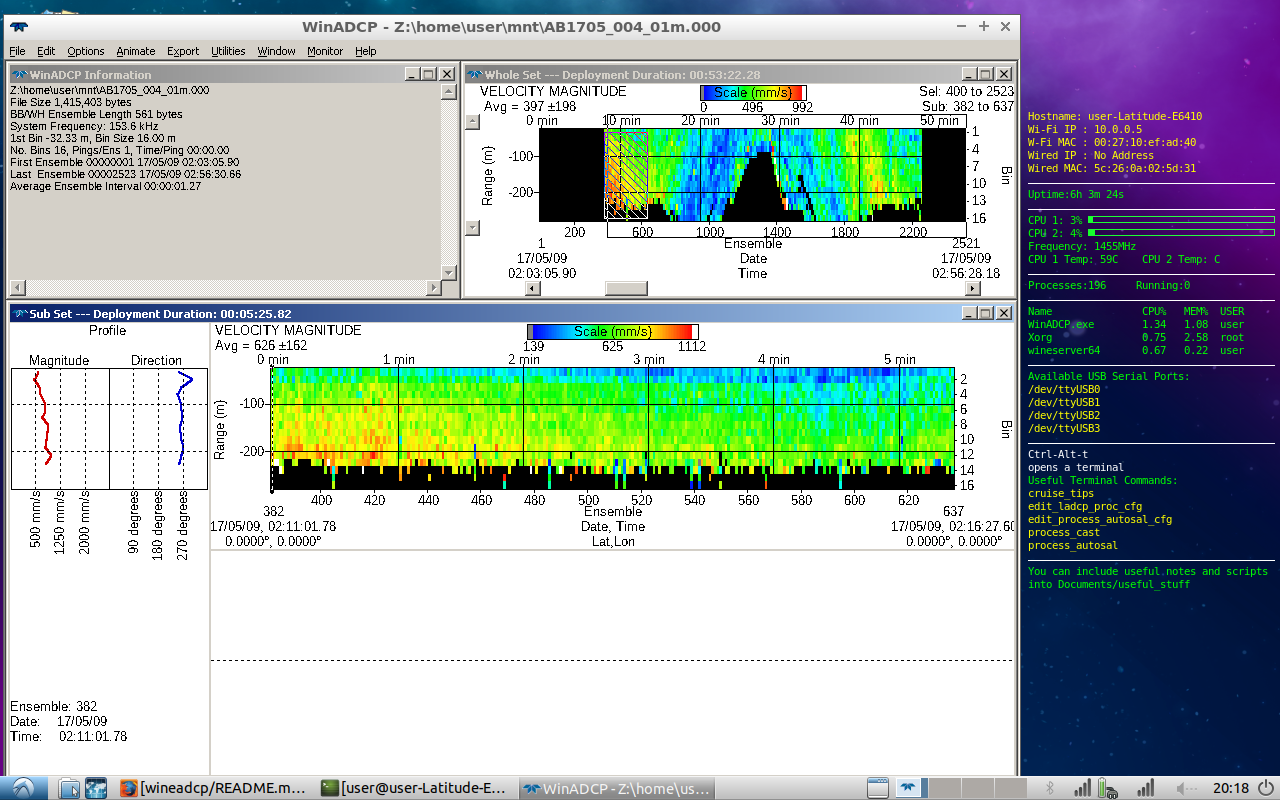 WinADCP - Z:\home\user\mnt\AB1705_004_01m.000
File Edit Options Animate Export Utilities Window Monitor Help
WinADCP Information
Z:\home\user\mnt\AB1705_004_01m.000
File Size 1,415,403 bytes
BB/WH Ensemble Length 561 bytes
System Frequency: 153.6 kHz
1st Bin -32.33 m, Bin Size 16.00 m
No. Bins 16, Pings/Ens 1, Time/Ping 00:00.00
First Ensemble 00000001 17/05/09 02:03:05.90
Last Ensemble 00002523 17/05/09 02:56:30.66
Average Ensemble Interval 00:00:01.27
Whole Set --- Deployment Duration: 00:53:22.28
VELOCITY MAGNITUDE
Avg = 397 ±198
Scale (mm/s)
0 496 992
Sel: 400 to 2523
Sub: 382 to 637
0 min 10 min 20 min 30 min 40 min 50 min
Range (m)
-100
-200
1
4
7
10
13
16
Bin
200 600 1000 1400 1800 2200
Ensemble
1 2521
17/05/09 Date 17/05/09
02:03:05.90 Time 02:56:28.18
Sub Set --- Deployment Duration: 00:05:25.82
Profile
Magnitude Direction
500 mm/s
1250 mm/s
2000 mm/s
90 degrees
180 degrees
270 degrees
Ensemble: 382
Date: 17/05/09
Time: 02:11:01.78
VELOCITY MAGNITUDE
Avg = 626 ±162
Scale (mm/s)
139 625 1112
0 min 1 min 2 min 3 min 4 min 5 min
Range (m)
-100
-200
2
4
6
8
10
12
14
16
Bin
400 420 440 460 480 500 520 540 560 580 600 620
382 Ensemble 637
17/05/09, 02:11:01.78 Date, Time 17/05/09, 02:16:27.60
0.0000°, 0.0000° Lat,Lon 0.0000°, 0.0000°
Hostname: user-Latitude-E6410
Wi-Fi IP : 10.0.0.5
W-Fi MAC : 00:27:10:ef:ad:40
Wired IP : No Address
Wired MAC: 5c:26:0a:02:5d:31
Uptime:6h 3m 24s
CPU 1: 3%
CPU 2: 4%
Frequency: 1455MHz
CPU 1 Temp: 59C CPU 2 Temp: C
Processes:196 Running:0
Name CPU% MEM% USER
WinADCP.exe 1.34 1.08 user
Xorg 0.75 2.58 root
wineserver64 0.67 0.22 user
Available USB Serial Ports:
/dev/ttyUSB0
/dev/ttyUSB1
/dev/ttyUSB2
/dev/ttyUSB3
Ctrl-Alt-t
opens a terminal
Useful Terminal Commands:
cruise_tips
edit_ladcp_proc_cfg
edit_process_autosal_cfg
process_cast
process_autosal
You can include useful notes and scripts
into Documents/useful_stuff
[wineadcp/README.m... [user@user-Latitude-E... WinADCP - Z:\home\us... 20:18